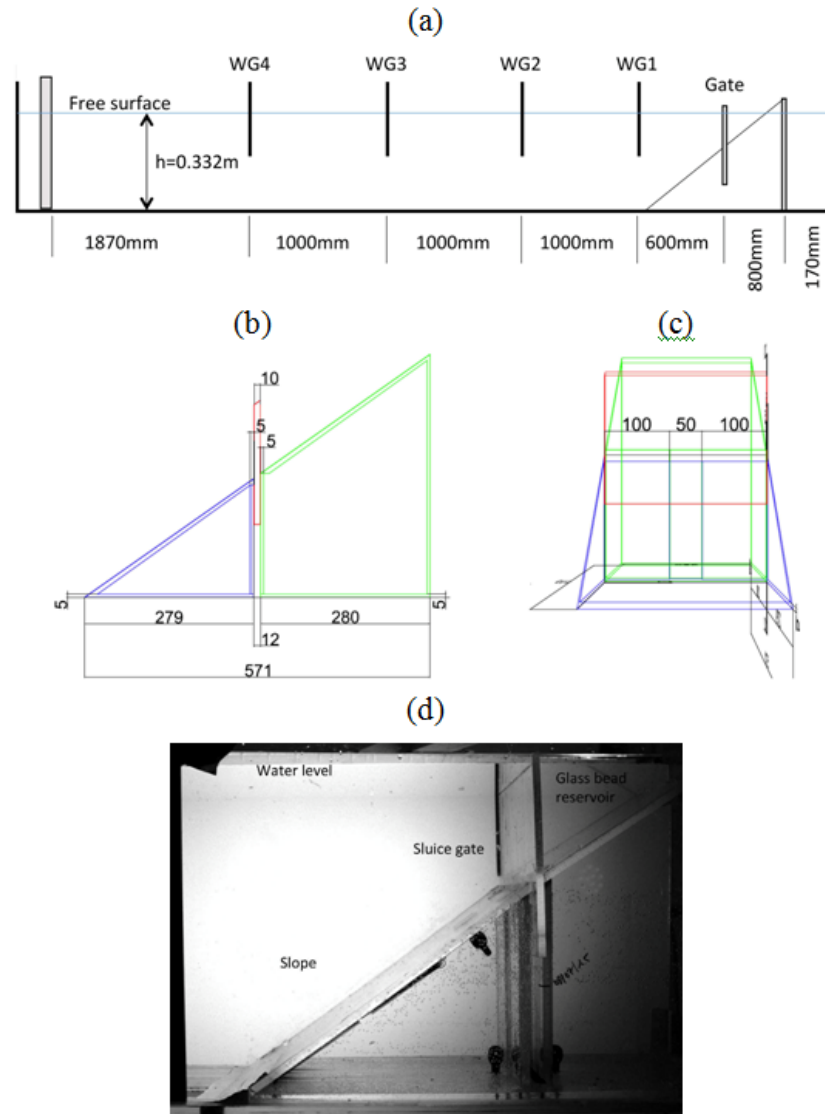 (a)
WG4 WG3 WG2 WG1
Gate
Free surface
h=0.332m
1870mm 1000mm 1000mm 1000mm 600mm 800mm 170mm
(b) (c)
10
5
5
5 279 280 5
12
571
100 50 100
(d)
Water level
Glass bead
reservoir
Sluice gate
Slope